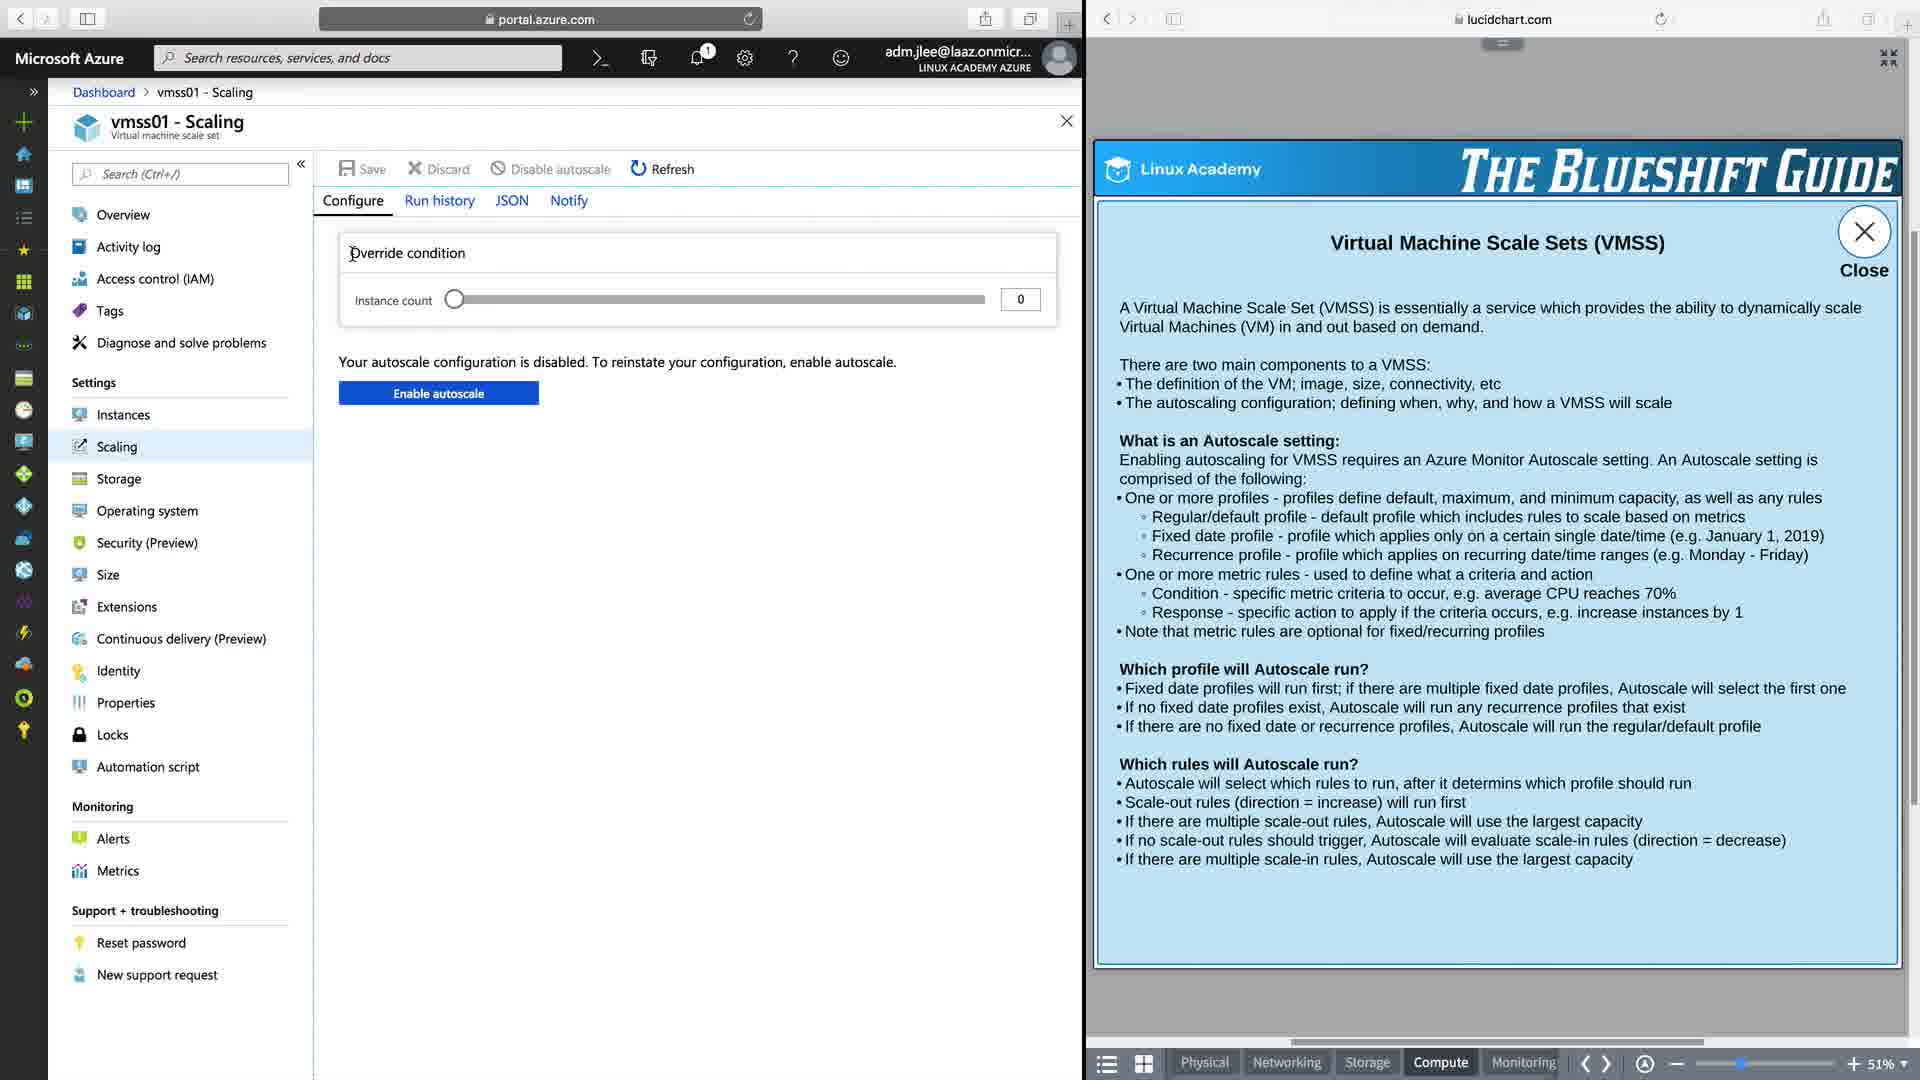 portal.azure.com
Microsoft Azure
Search resources, services, and docs
1
adm.jlee@laaz.onmicr...
LINUX ACADEMY AZURE
Dashboard > vmss01 - Scaling
vmss01 - Scaling
Virtual machine scale set
Search (Ctrl+/)
Overview
Activity log
Access control (IAM)
Tags
Diagnose and solve problems
Settings
Instances
Scaling
Storage
Operating system
Security (Preview)
Size
Extensions
Continuous delivery (Preview)
Identity
Properties
Locks
Automation script
Monitoring
Alerts
Metrics
Support + troubleshooting
Reset password
New support request
Save Discard Disable autoscale Refresh
Configure Run history JSON Notify
Override condition
Instance count 0
Your autoscale configuration is disabled. To reinstate your configuration, enable autoscale.
Enable autoscale
lucidchart.com
Linux Academy
THE BLUESHIFT GUIDE
Virtual Machine Scale Sets (VMSS)
Close
A Virtual Machine Scale Set (VMSS) is essentially a service which provides the ability to dynamically scale
Virtual Machines (VM) in and out based on demand.
There are two main components to a VMSS:
• The definition of the VM; image, size, connectivity, etc
• The autoscaling configuration; defining when, why, and how a VMSS will scale
What is an Autoscale setting:
Enabling autoscaling for VMSS requires an Azure Monitor Autoscale setting. An Autoscale setting is
comprised of the following:
• One or more profiles - profiles define default, maximum, and minimum capacity, as well as any rules
◦ Regular/default profile - default profile which includes rules to scale based on metrics
◦ Fixed date profile - profile which applies only on a certain single date/time (e.g. January 1, 2019)
◦ Recurrence profile - profile which applies on recurring date/time ranges (e.g. Monday - Friday)
• One or more metric rules - used to define what a criteria and action
◦ Condition - specific metric criteria to occur, e.g. average CPU reaches 70%
◦ Response - specific action to apply if the criteria occurs, e.g. increase instances by 1
• Note that metric rules are optional for fixed/recurring profiles
Which profile will Autoscale run?
• Fixed date profiles will run first; if there are multiple fixed date profiles, Autoscale will select the first one
• If no fixed date profiles exist, Autoscale will run any recurrence profiles that exist
• If there are no fixed date or recurrence profiles, Autoscale will run the regular/default profile
Which rules will Autoscale run?
• Autoscale will select which rules to run, after it determins which profile should run
• Scale-out rules (direction = increase) will run first
• If there are multiple scale-out rules, Autoscale will use the largest capacity
• If no scale-out rules should trigger, Autoscale will evaluate scale-in rules (direction = decrease)
• If there are multiple scale-in rules, Autoscale will use the largest capacity
Physical Networking Storage Compute Monitoring 51%